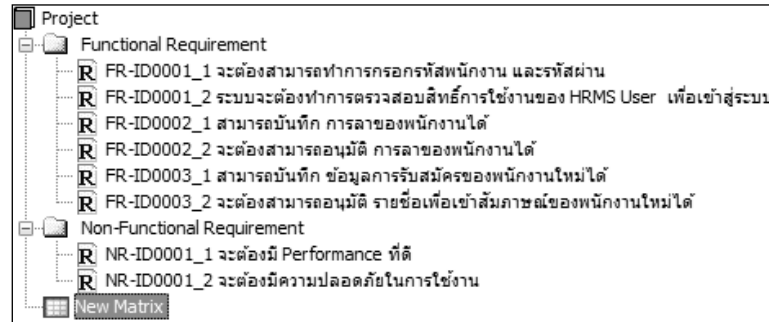 Project
Functional Requirement
R FR-ID0001_1 จะต้องสามารถทำการกรอกรหัสพนักงาน และรหัสผ่าน
R FR-ID0001_2 ระบบจะต้องทำการตรวจสอบสิทธิ์การใช้งานของ HRMS User เพื่อเข้าสู่ระบบ
R FR-ID0002_1 สามารถบันทึก การลาของพนักงานได้
R FR-ID0002_2 จะต้องสามารถอนุมัติ การลาของพนักงานได้
R FR-ID0003_1 สามารถบันทึก ข้อมูลการรับสมัครของพนักงานใหม่ได้
R FR-ID0003_2 จะต้องสามารถอนุมัติ รายชื่อเพื่อเข้าสัมภาษณ์ของพนักงานใหม่ได้
Non-Functional Requirement
R NR-ID0001_1 จะต้องมี Performance ที่ดี
R NR-ID0001_2 จะต้องมีความปลอดภัยในการใช้งาน
New Matrix